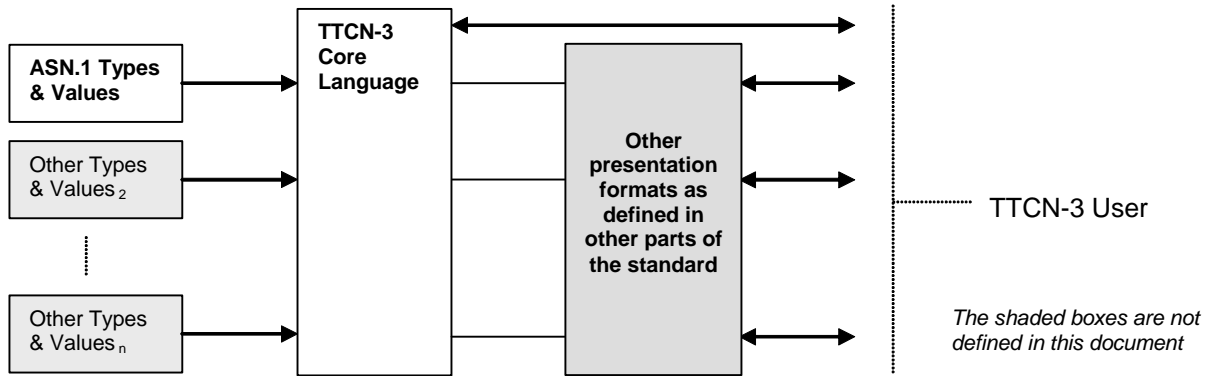 ASN.1 Types
& Values
Other Types
& Values 2
Other Types
& Values n
TTCN-3
Core
Language
Other
presentation
formats as
defined in
other parts of
the standard
TTCN-3 User
The shaded boxes are not
defined in this document